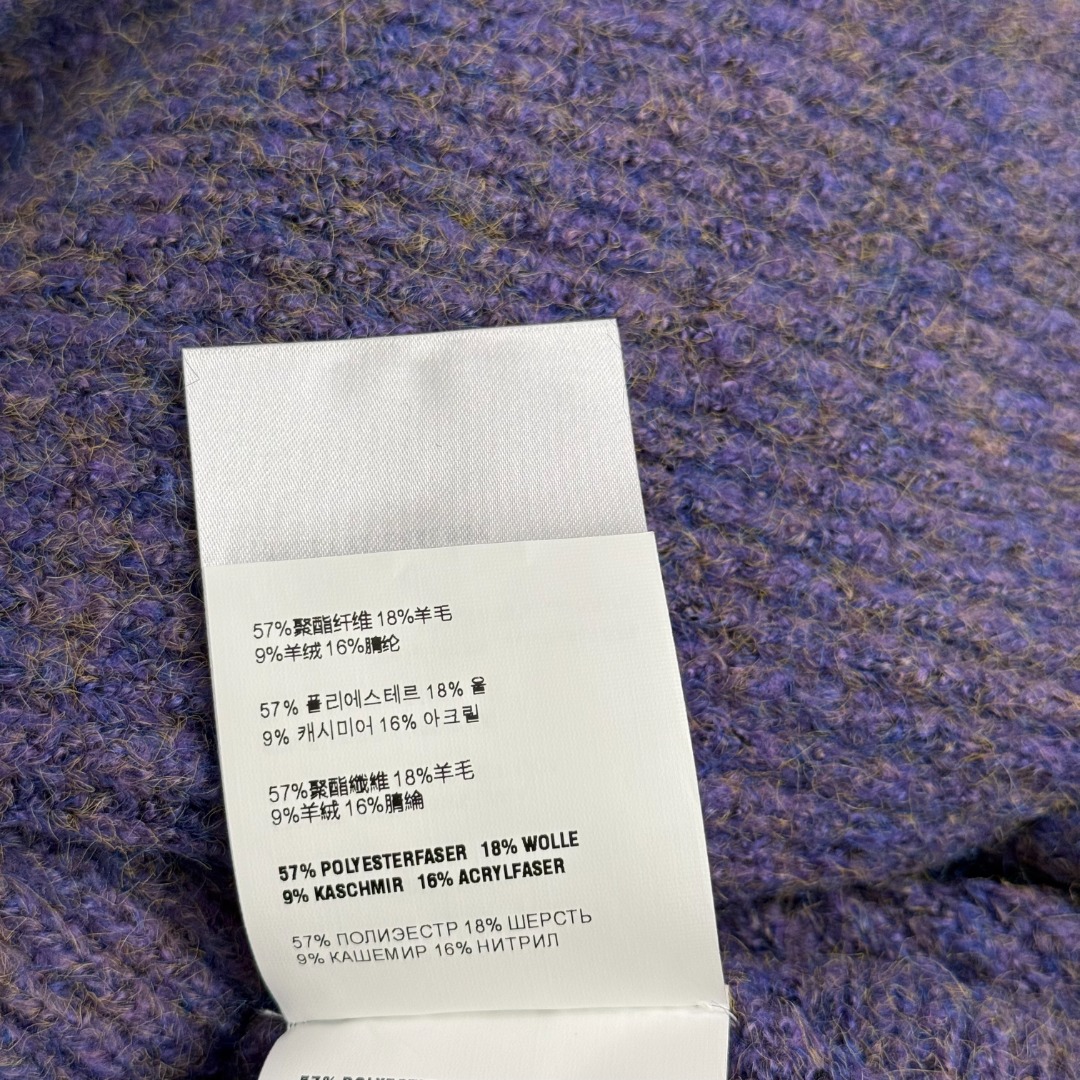 57%聚酯纤维 18%羊毛
9%羊绒 16%腈纶
57% 폴리에스테르 18% 울
9% 캐시미어 16% 아크릴
57%聚酯纖維 18%羊毛
9%羊絨 16%腈綸
57% POLYESTERFASER 18% WOLLE
9% KASCHMIR 16% ACRYLFASER
57% ПОЛИЭЕСТР 18% ШЕРСТЬ
9% КАШЕМИР 16% НИТРИЛ